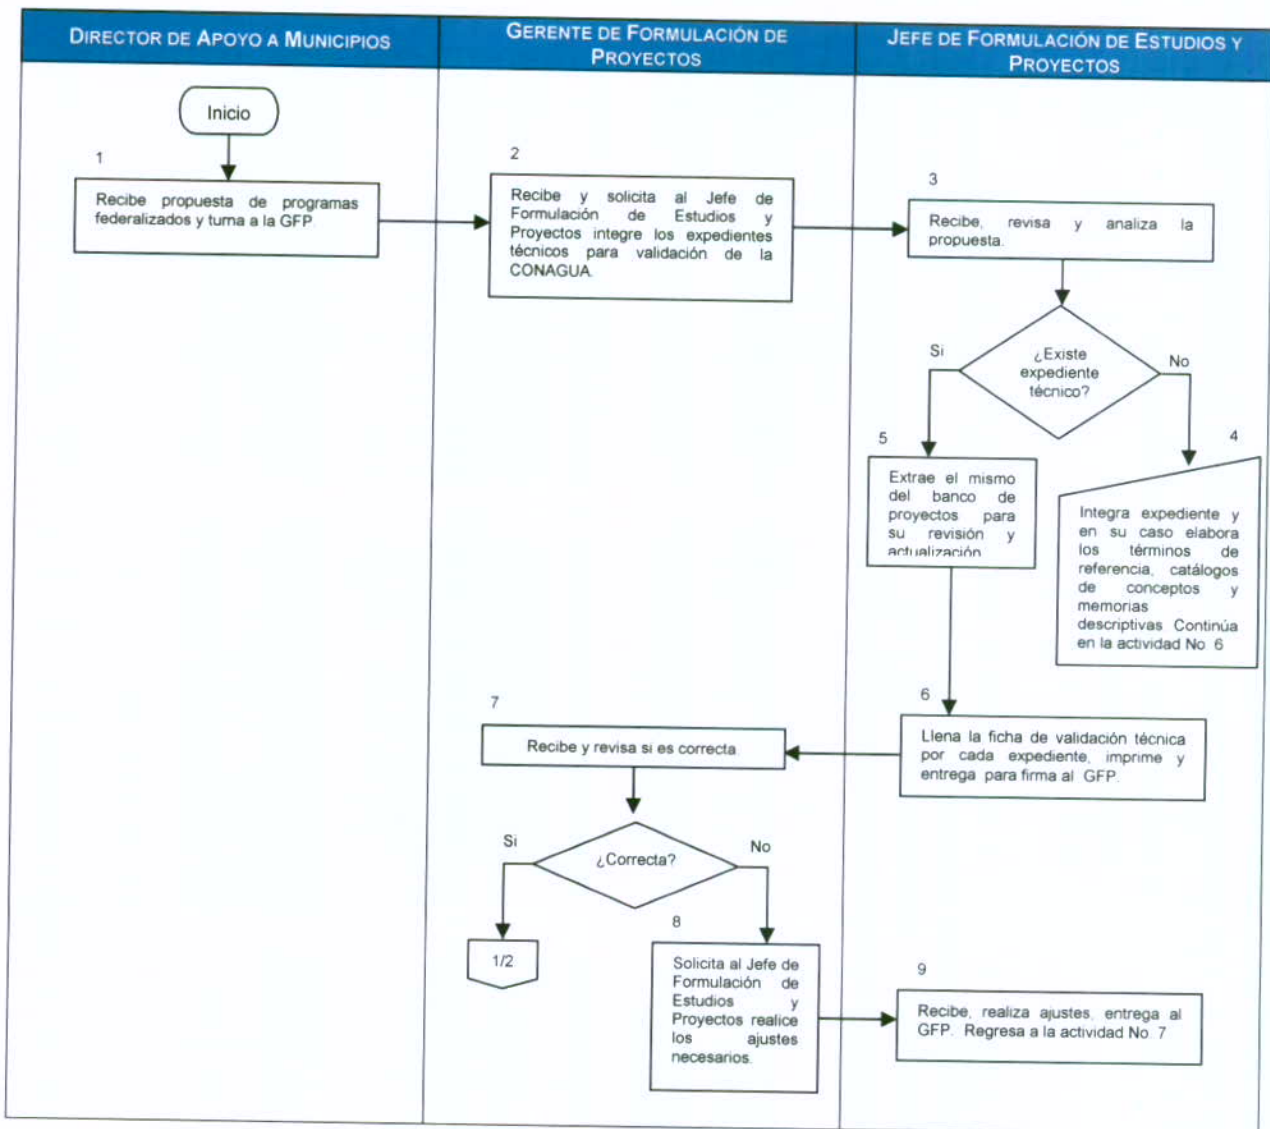 DIRECTOR DE APOYO A MUNICIPIOS
GERENTE DE FORMULACIÓN DE
PROYECTOS
JEFE DE FORMULACIÓN DE ESTUDIOS Y
PROYECTOS
Inicio
1
Recibe propuesta de programas
federalizados y turna a la GFP
2
Recibe y solicita al Jefe de
Formulación de Estudios y
Proyectos integre los expedientes
técnicos para validación de la
CONAGUA.
3
Recibe, revisa y analiza la
propuesta.
¿Existe
expediente
técnico?
Si
No
5
Extrae el mismo
del banco de
proyectos para
su revisión y
actualización
4
Integra expediente y
en su caso elabora
los términos de
referencia, catálogos
de conceptos y
memorias
descriptivas Continúa
en la actividad No. 6
6
Llena la ficha de validación técnica
por cada expediente, imprime y
entrega para firma al GFP.
7
Recibe y revisa si es correcta
¿Correcta?
Si
No
1/2
8
Solicita al Jefe de
Formulación de
Estudios y
Proyectos realice
los ajustes
necesarios.
9
Recibe, realiza ajustes, entrega al
GFP. Regresa a la actividad No. 7